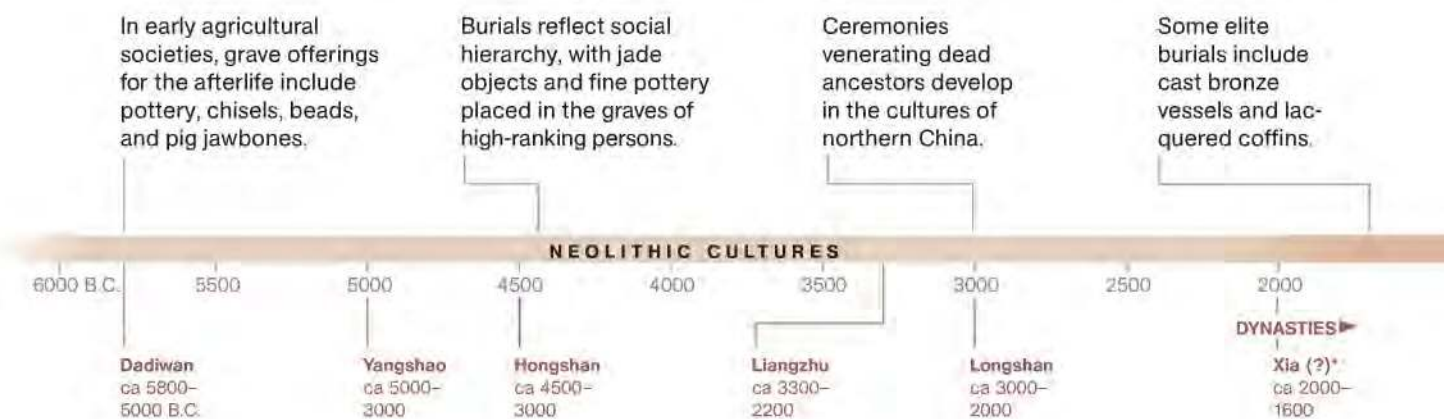 In early agricultural
societies, grave offerings
for the afterlife include
pottery, chisels, beads,
and pig jawbones.
Burials reflect social
hierarchy, with jade
objects and fine pottery
placed in the graves of
high-ranking persons.
Ceremonies
venerating dead
ancestors develop
in the cultures of
northern China.
Some elite
burials include
cast bronze
vessels and lac-
quered coffins.
NEOLITHIC CULTURES
6000 B.C. 5500 5000 4500 4000 3500 3000 2500 2000
DYNASTIES►
Dadiwan
ca 5800–
5000 B.C.
Yangshao
ca 5000–
3000
Hongshan
ca 4500–
3000
Liangzhu
ca 3300–
2200
Longshan
ca 3000–
2000
Xia (?)*
ca 2000–
1600